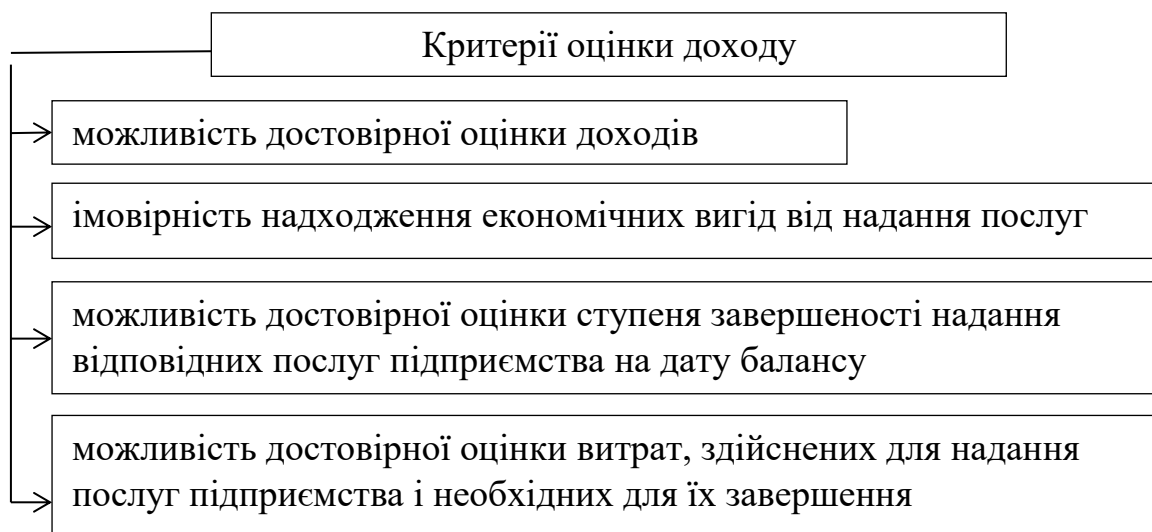 Критерії оцінки доходу
можливість достовірної оцінки доходів
імовірність надходження економічних вигід від надання послуг
можливість достовірної оцінки ступеня завершеності надання
відповідних послуг підприємства на дату балансу
можливість достовірної оцінки витрат, здійснених для надання
послуг підприємства і необхідних для їх завершення